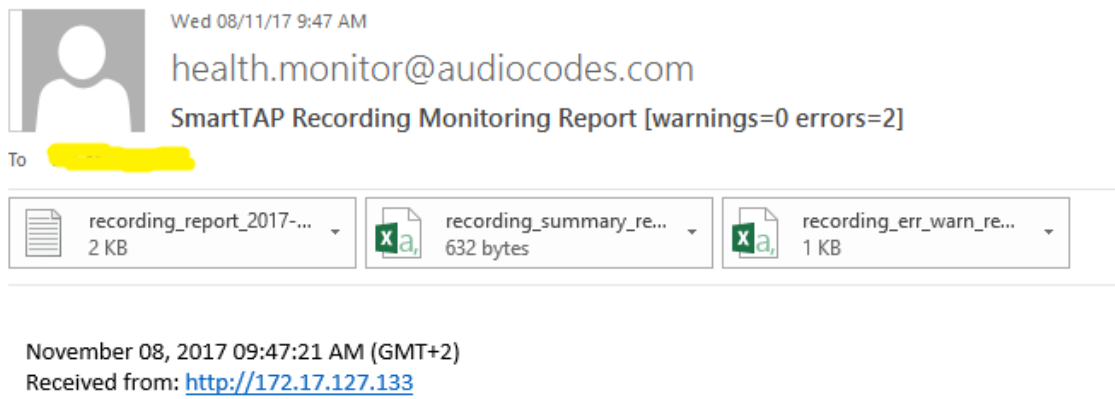 Wed 08/11/17 9:47 AM
health.monitor@audiocodes.com
SmartTAP Recording Monitoring Report [warnings=0 errors=2]
To
recording_report_2017-...
2 KB
recording_summary_re...
632 bytes
recording_err_warn_re...
1 KB
November 08, 2017 09:47:21 AM (GMT+2)
Received from: http://172.17.127.133